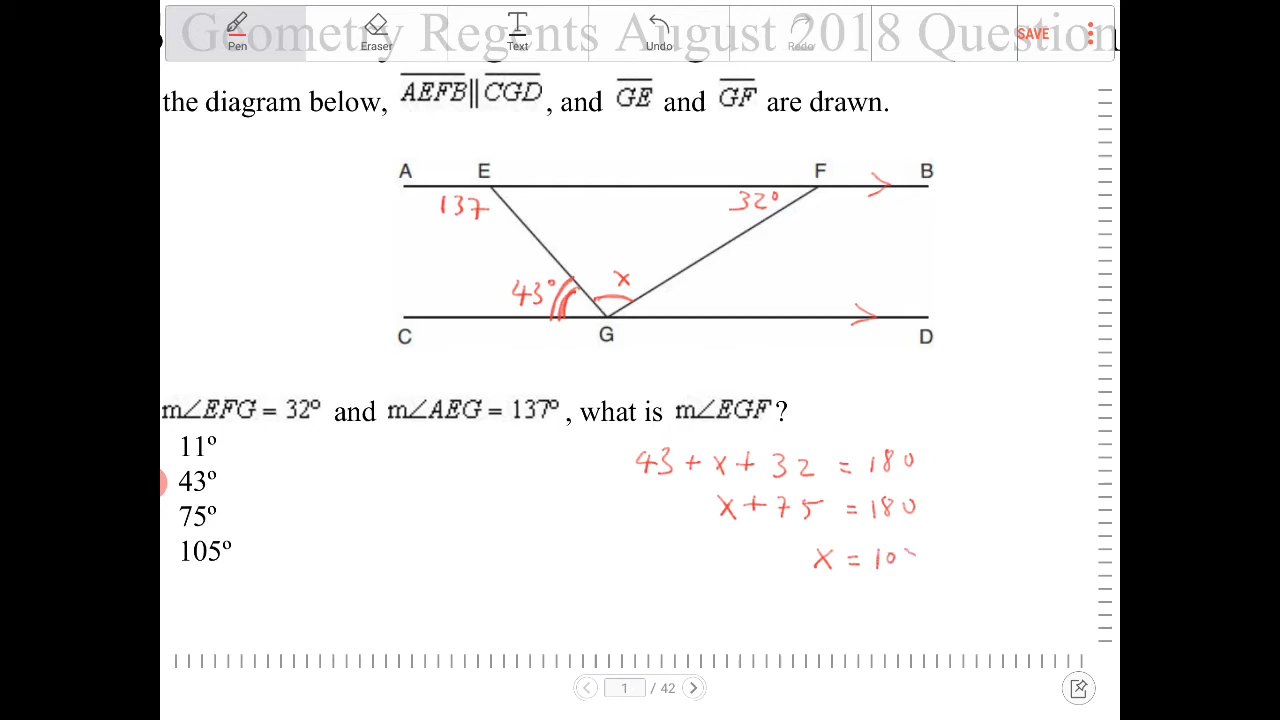 Geometry Regents August 2018 Question
Pen Eraser Text Undo Redo SAVE
the diagram below, AEFB || CGD, and GE and GF are drawn.
A E F B
137 32°
43° x
C G D
m∠EFG = 32° and m∠AEG = 137°, what is m∠EGF?
11°
43°
75°
105°
43 + x + 32 = 180
x + 75 = 180
x = 10
1 / 42